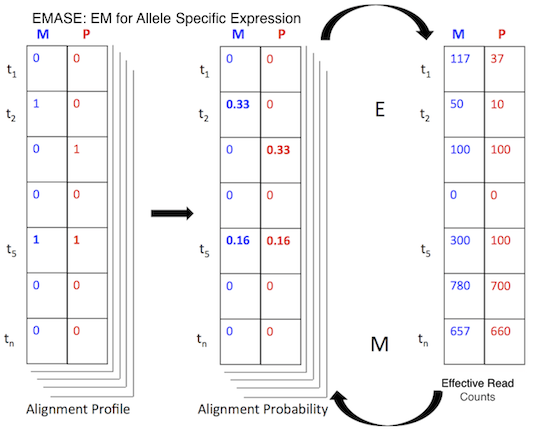 EMASE: EM for Allele Specific Expression
M P M P M P
t1 0 0 t1 0 0 t1 117 37
t2 1 0 t2 0.33 0 E t2 50 10
0 1 0 0.33 100 100
0 0 0 0 0 0
t5 1 1 t5 0.16 0.16 t5 300 100
0 0 0 0 780 700
tn 0 0 tn 0 0 M tn 657 660
Effective Read
Counts
Alignment Profile Alignment Probability